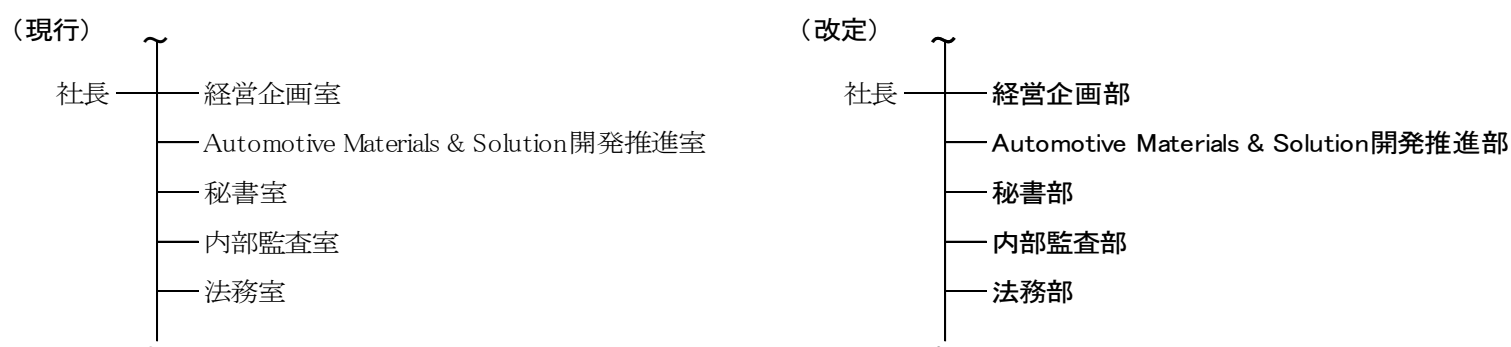 （現行）
社長 経営企画室
Automotive Materials & Solution開発推進室
秘書室
内部監査室
法務室
（改定）
社長 経営企画部
Automotive Materials & Solution開発推進部
秘書部
内部監査部
法務部